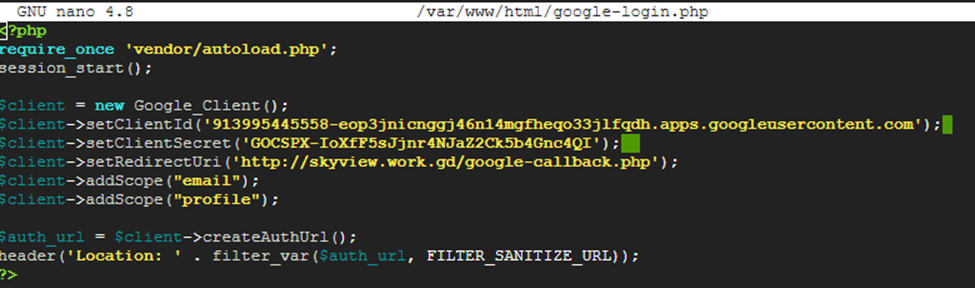 GNU nano 4.8 /var/www/html/google-login.php
<?php
require_once 'vendor/autoload.php';
session_start();
$client = new Google_Client();
$client->setClientId('913995445558-eop3jnicnggj46n14mgfheqo33jlfqdh.apps.googleusercontent.com');
$client->setClientSecret('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');
$client->setRedirectUri('http://skyview.work.gd/google-callback.php');
$client->addScope("email");
$client->addScope("profile");
$auth_url = $client->createAuthUrl();
header('Location: ' . filter_var($auth_url, FILTER_SANITIZE_URL));
?>